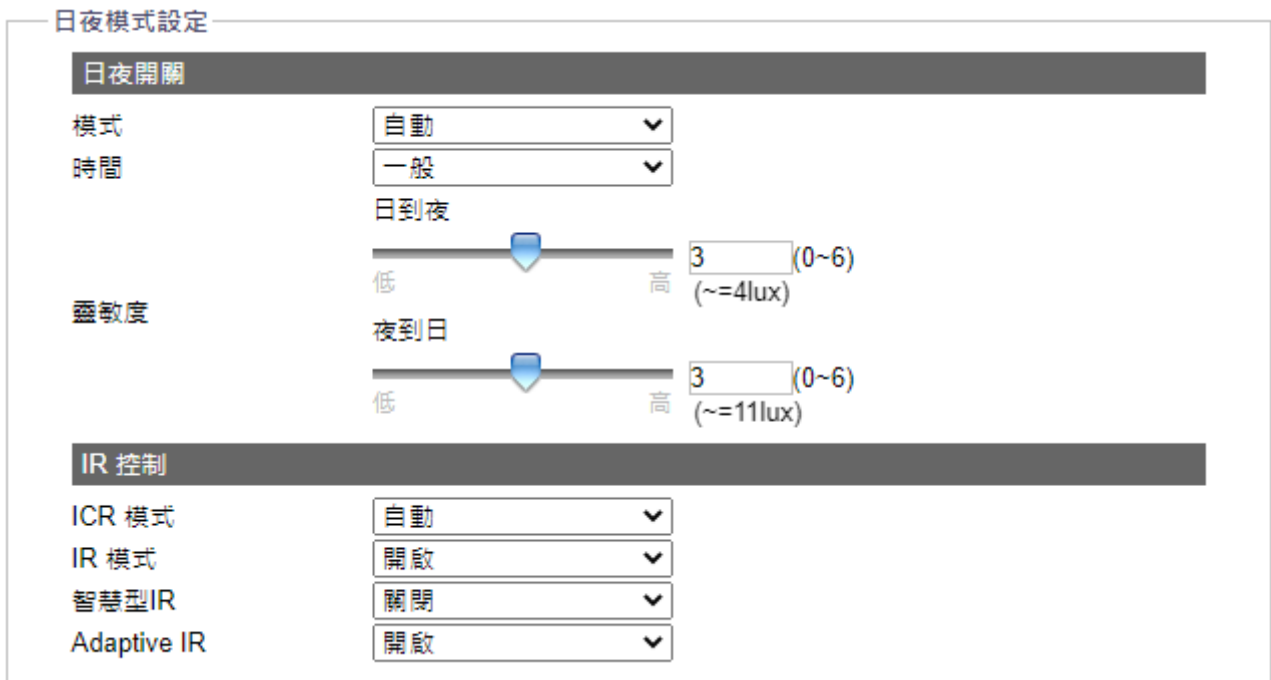 日夜模式設定
日夜開關
模式 自動
時間 一般
日到夜
低 高 3 (0~6)
(~=4lux)
靈敏度
夜到日
低 高 3 (0~6)
(~=11lux)
IR 控制
ICR 模式 自動
IR 模式 開啟
智慧型IR 關閉
Adaptive IR 開啟